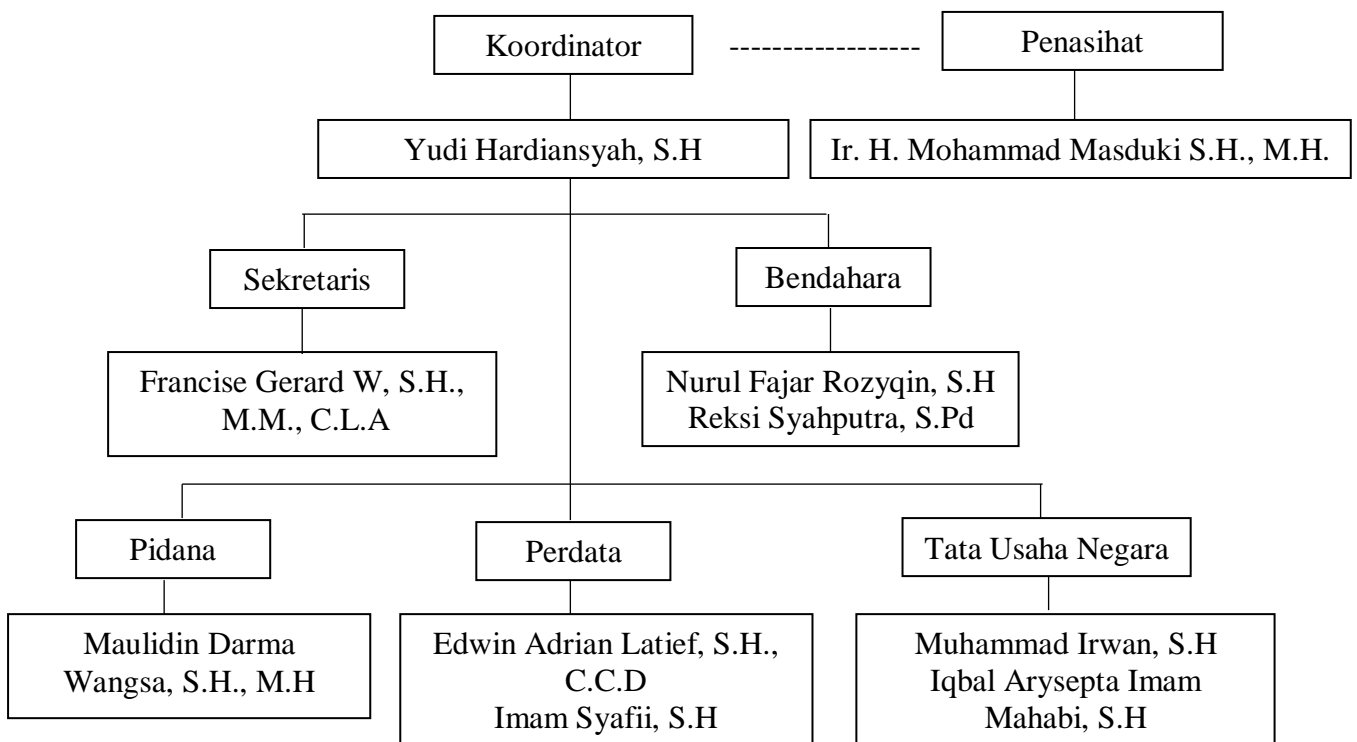 Koordinator
Penasihat
Yudi Hardiansyah, S.H
Ir. H. Mohammad Masduki S.H., M.H.
Sekretaris
Bendahara
Francise Gerard W, S.H.,
M.M., C.L.A
Nurul Fajar Rozyqin, S.H
Reksi Syahputra, S.Pd
Pidana
Perdata
Tata Usaha Negara
Maulidin Darma
Wangsa, S.H., M.H
Edwin Adrian Latief, S.H.,
C.C.D
Imam Syafii, S.H
Muhammad Irwan, S.H
Iqbal Arysepta Imam
Mahabi, S.H